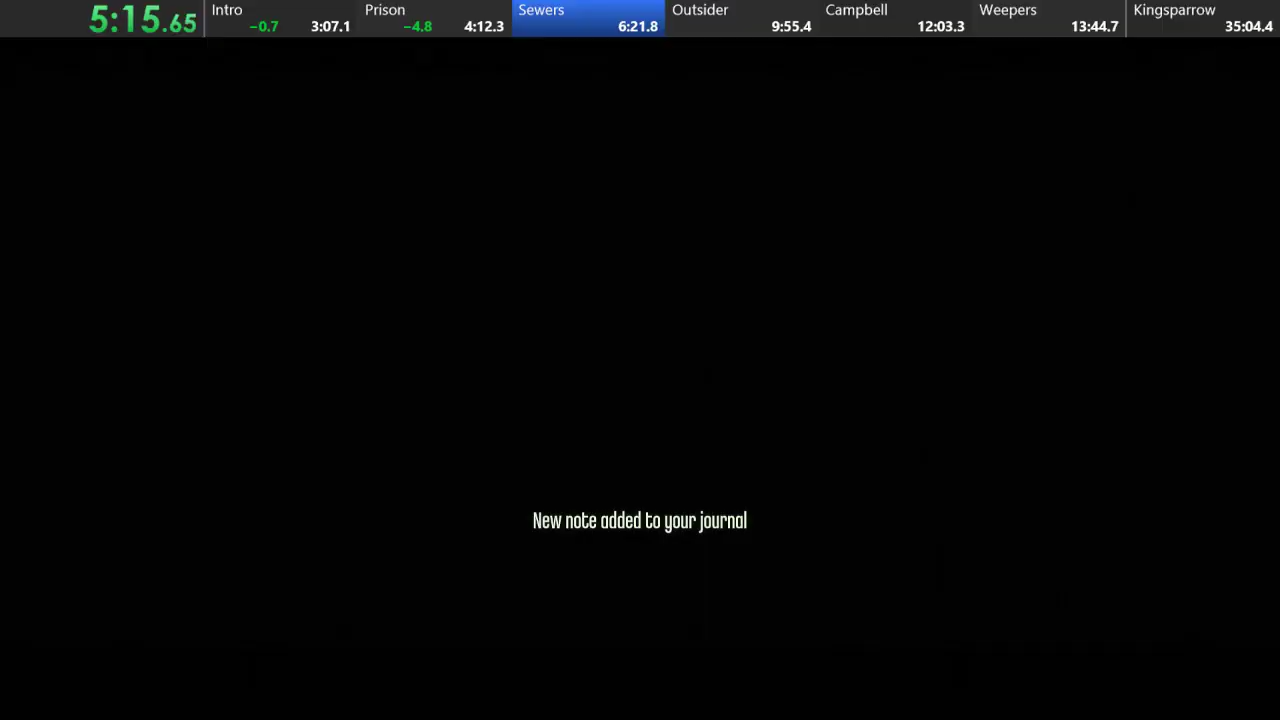 5:15.65
Intro
−0.7 3:07.1
Prison
−4.8 4:12.3
Sewers
6:21.8
Outsider
9:55.4
Campbell
12:03.3
Weepers
13:44.7
Kingsparrow
35:04.4
New note added to your journal